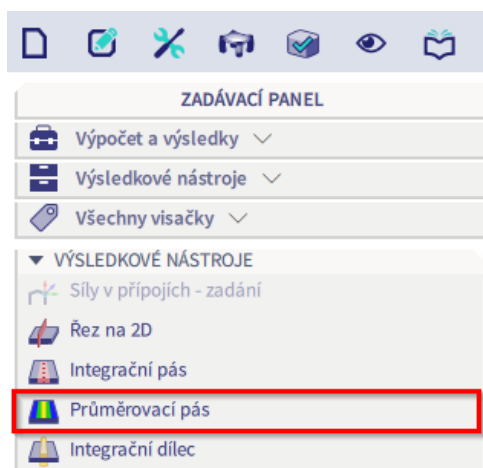 ZADÁVACÍ PANEL
Výpočet a výsledky
Výsledkové nástroje
Všechny visačky
VÝSLEDKOVÉ NÁSTROJE
Síly v přípojích - zadání
Řez na 2D
Integrační pás
Průměrovací pás
Integrační dílec